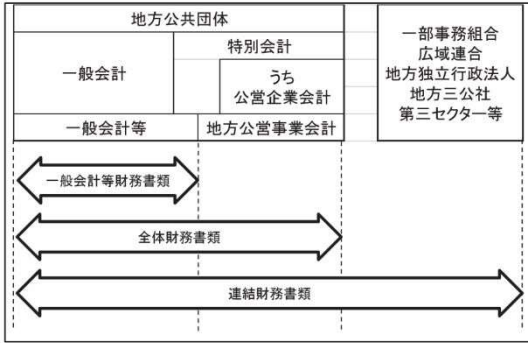 地方公共団体
一般会計
特別会計
うち
公営企業会計
一般会計等
地方公営事業会計
一部事務組合
広域連合
地方独立行政法人
地方三公社
第三セクター等
一般会計等財務書類
全体財務書類
連結財務書類